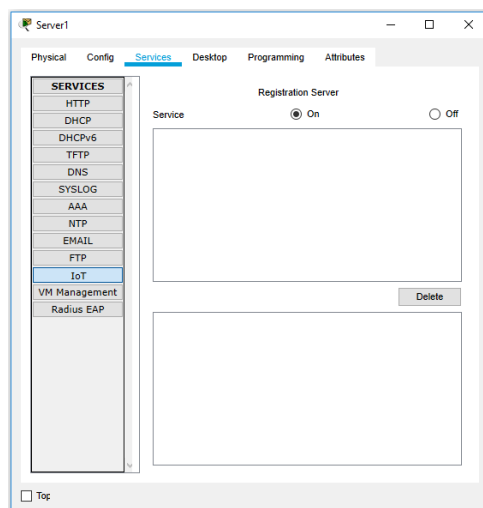 Server1
Physical Config Services Desktop Programming Attributes
SERVICES
HTTP
DHCP
DHCPv6
TFTP
DNS
SYSLOG
AAA
NTP
EMAIL
FTP
IoT
VM Management
Radius EAP
Registration Server
Service On Off
Delete
Top